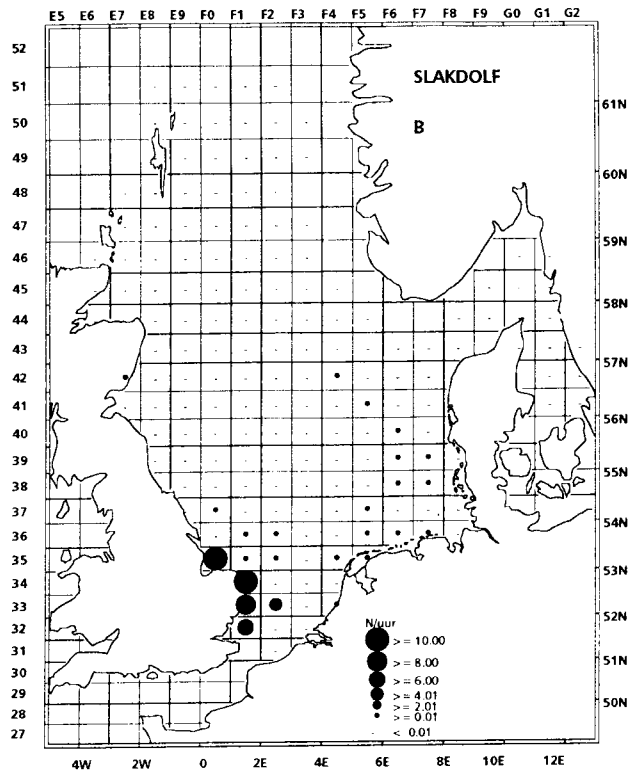 E5 E6 E7 E8 E9 F0 F1 F2 F3 F4 F5 F6 F7 F8 F9 G0 G1 G2
SLAKDOLF
B
52
51
50
49
48
47
46
45
44
43
42
41
40
39
38
37
36
35
34
33
32
31
30
29
28
27
61N
60N
59N
58N
57N
56N
55N
54N
53N
52N
51N
50N
N/uur
> = 10.00
> = 8.00
> = 6.00
> = 4.01
> = 2.01
> = 0.01
< 0.01
4W 2W 0 2E 4E 6E 8E 10E 12E